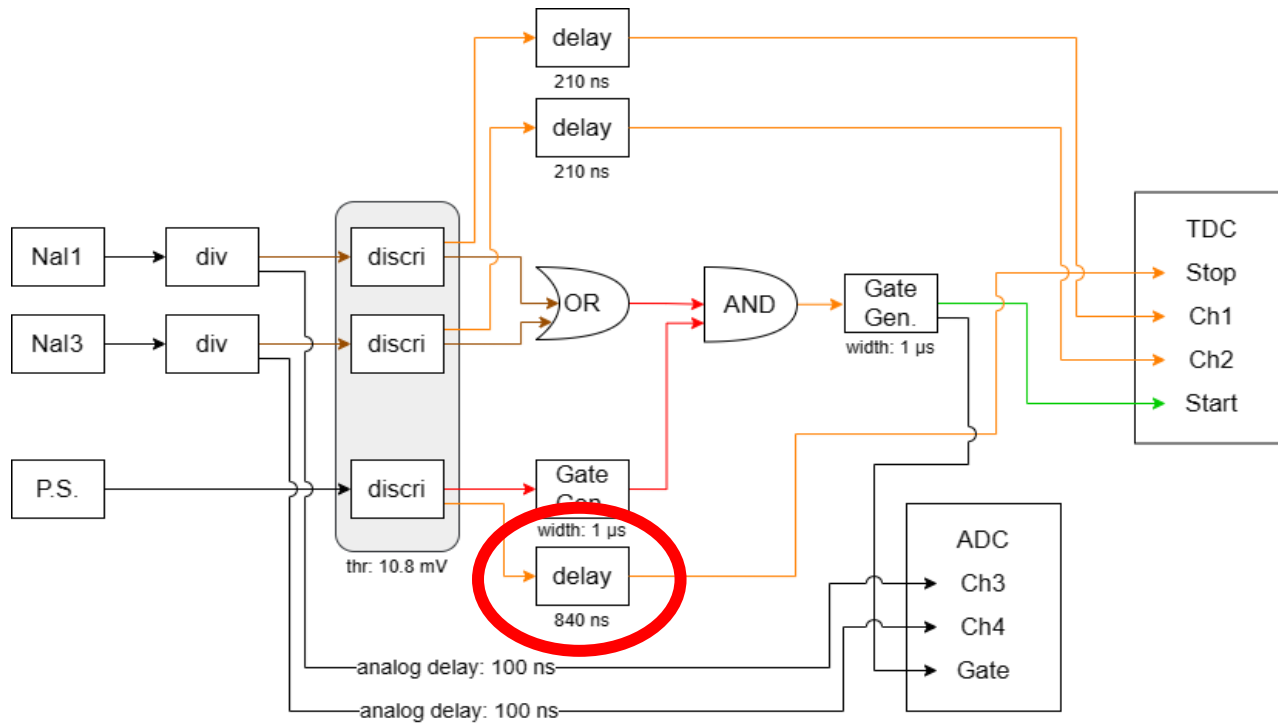 delay
210 ns
delay
210 ns
NaI1
div
discri
NaI3
div
discri
OR
AND
Gate
Gen.
width: 1 µs
TDC
Stop
Ch1
Ch2
Start
P.S.
discri
thr: 10.8 mV
Gate
Gen.
width: 1 µs
delay
840 ns
ADC
Ch3
Ch4
Gate
analog delay: 100 ns
analog delay: 100 ns